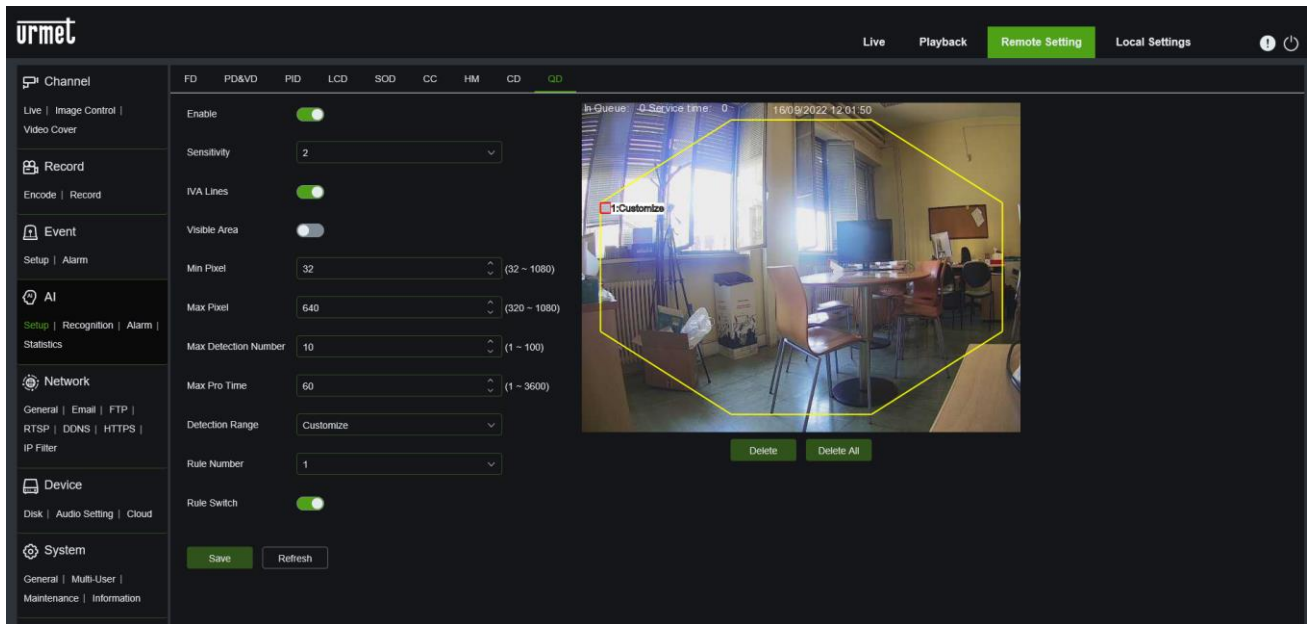 urmet
Live Playback Remote Setting Local Settings
Channel
Live | Image Control |
Video Cover
Record
Encode | Record
Event
Setup | Alarm
AI
Setup | Recognition | Alarm |
Statistics
Network
General | Email | FTP |
RTSP | DDNS | HTTPS |
IP Filter
Device
Disk | Audio Setting | Cloud
System
General | Multi-User |
Maintenance | Information
FD PD&VD PID LCD SOD CC HM CD QD
Enable
Sensitivity 2
IVA Lines
Visible Area
Min Pixel 32 (32 ~ 1080)
Max Pixel 640 (320 ~ 1080)
Max Detection Number 10 (1 ~ 100)
Max Pro Time 60 (1 ~ 3600)
Detection Range Customize
Rule Number 1
Rule Switch
Save Refresh
In Queue: 0 Service time: 0 16/09/2022 12:01:50
1:Customize
Delete Delete All